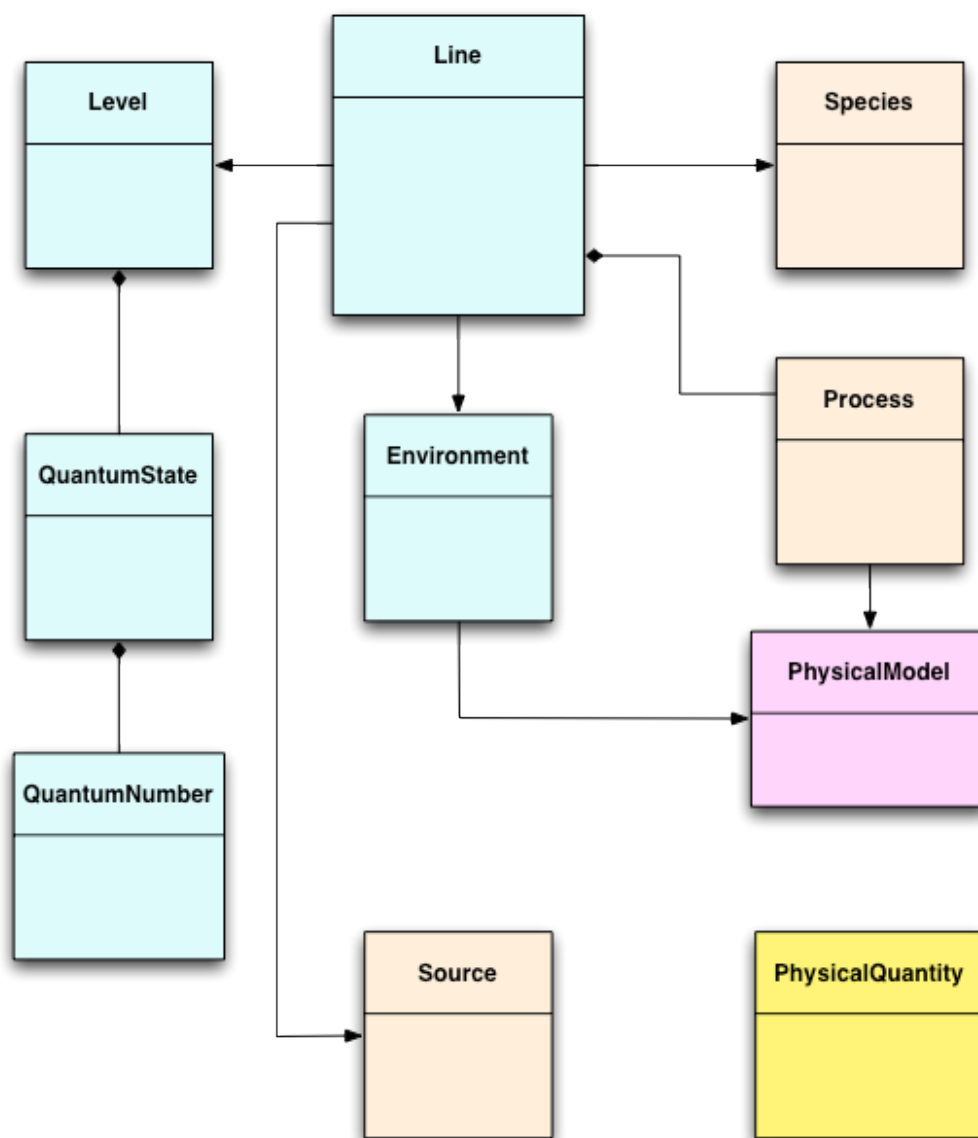 Line
Level
Species
Process
Environment
QuantumState
PhysicalModel
QuantumNumber
Source
PhysicalQuantity